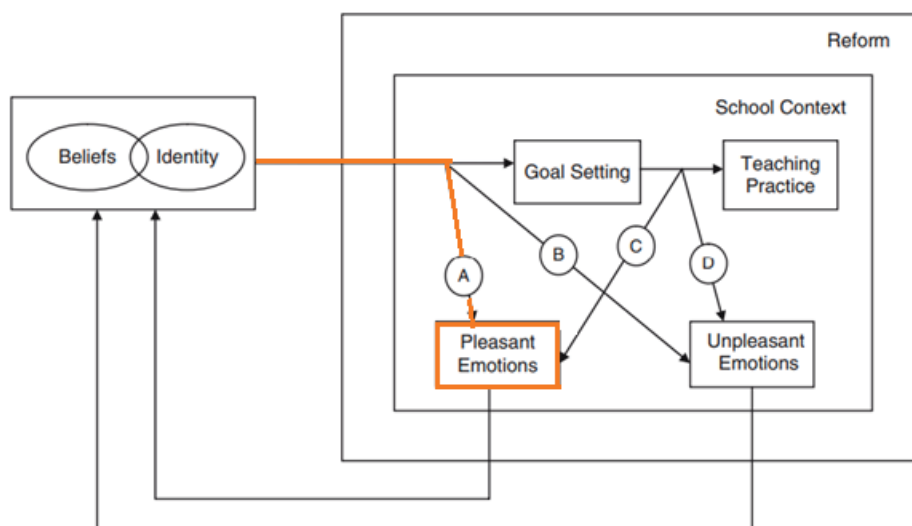 Reform
School Context
Beliefs
Identity
Goal Setting
Teaching
Practice
B
C
A
D
Pleasant
Emotions
Unpleasant
Emotions